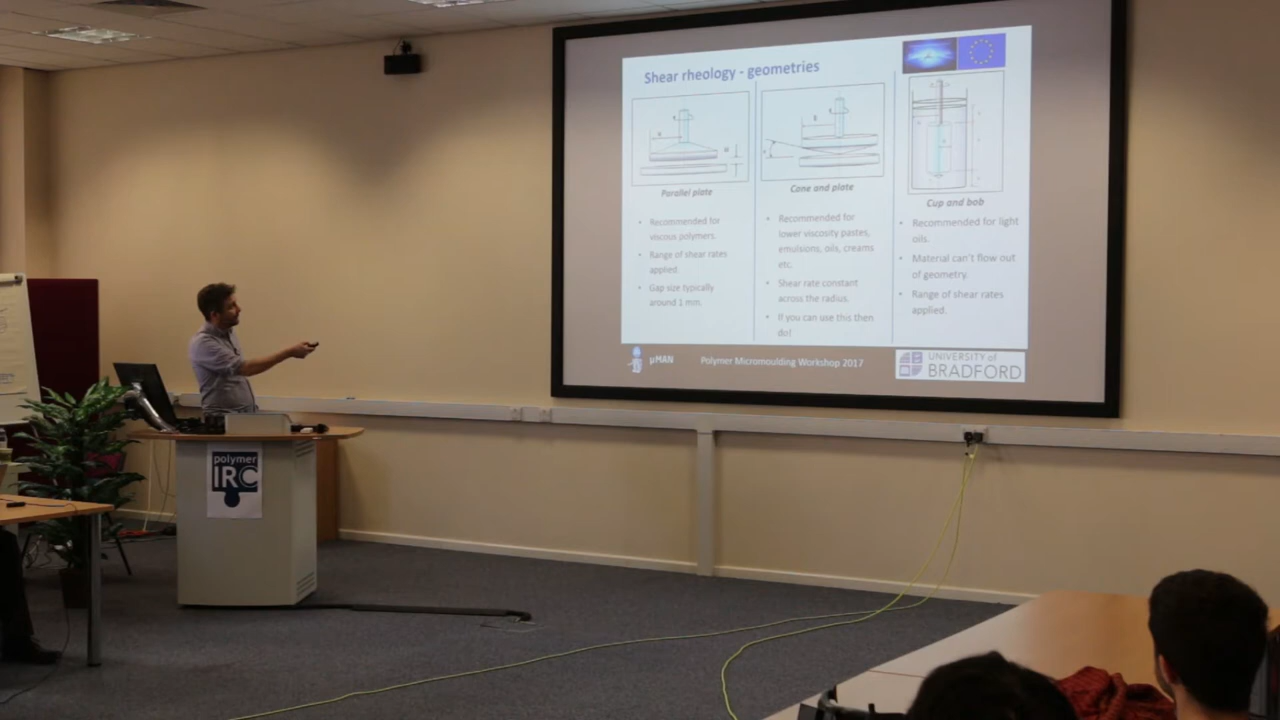 Shear rheology - geometries
Parallel plate
• Recommended for
viscous polymers.
• Range of shear rates
applied.
• Gap size typically
around 1 mm.
Cone and plate
• Recommended for
lower viscosity pastes,
emulsions, oils, creams
etc.
• Shear rate constant
across the radius.
• If you can use this then
do!
Cup and bob
• Recommended for light
oils.
• Material can't flow out
of geometry.
• Range of shear rates
applied.
µMAN
Polymer Micromoulding Workshop 2017
UNIVERSITY of
BRADFORD
polymer
IRC